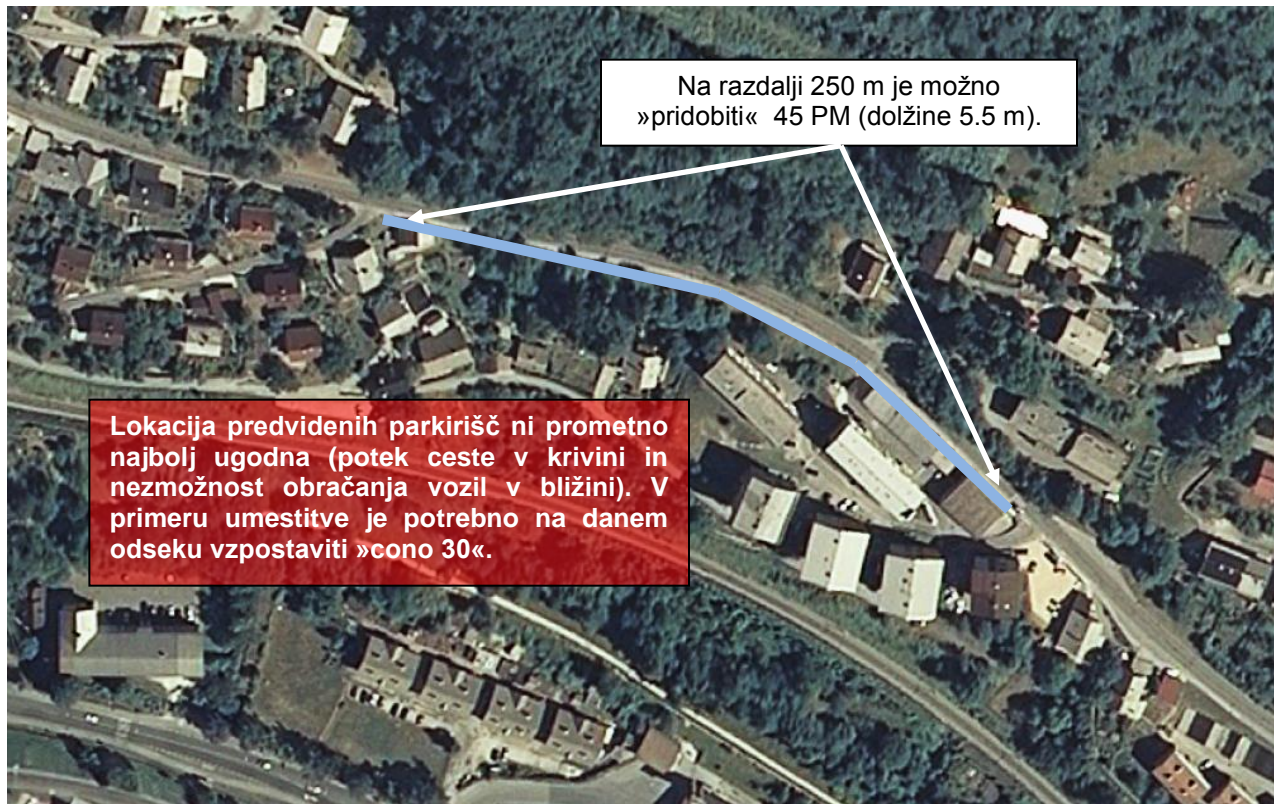 Na razdalji 250 m je možno
»pridobiti« 45 PM (dolžine 5.5 m).
Lokacija predvidenih parkirišč ni prometno
najbolj ugodna (potek ceste v krivini in
nezmožnost obračanja vozil v bližini). V
primeru umestitve je potrebno na danem
odseku vzpostaviti »cono 30«.